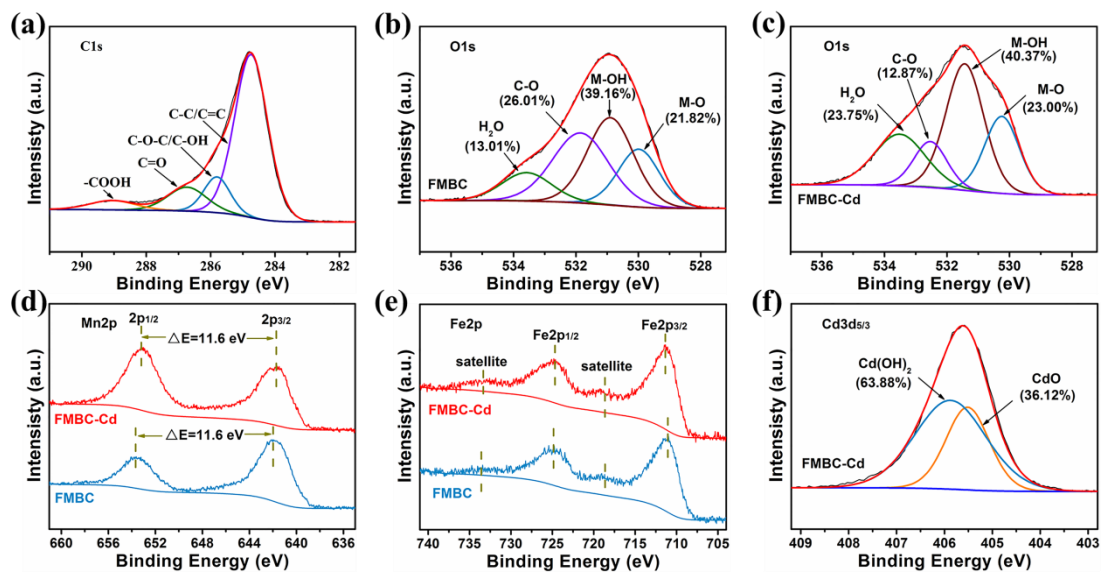 (a)
C1s
C-C/C=C
C-O-C/C-OH
C=O
-COOH
Intensisty (a.u.)
290 288 286 284 282
Binding Energy (eV)
(b)
O1s
M-OH
(39.16%)
C-O
(26.01%)
M-O
(21.82%)
H2O
(13.01%)
FMBC
Intensisty (a.u.)
536 534 532 530 528
Binding Energy (eV)
(c)
O1s
M-OH
(40.37%)
C-O
(12.87%)
M-O
(23.00%)
H2O
(23.75%)
FMBC-Cd
Intensisty (a.u.)
536 534 532 530 528
Binding Energy (eV)
(d)
Mn2p
2p1/2
2p3/2
△E=11.6 eV
FMBC-Cd
△E=11.6 eV
FMBC
Intensisty (a.u.)
660 656 652 648 644 640 636
Binding Energy (eV)
(e)
Fe2p
Fe2p1/2
Fe2p3/2
satellite
satellite
FMBC-Cd
FMBC
Intensisty (a.u.)
740 735 730 725 720 715 710 705
Binding Energy (eV)
(f)
Cd3d5/3
Cd(OH)2
(63.88%)
CdO
(36.12%)
FMBC-Cd
Intensisty (a.u.)
409 408 407 406 405 404 403
Binding Energy (eV)